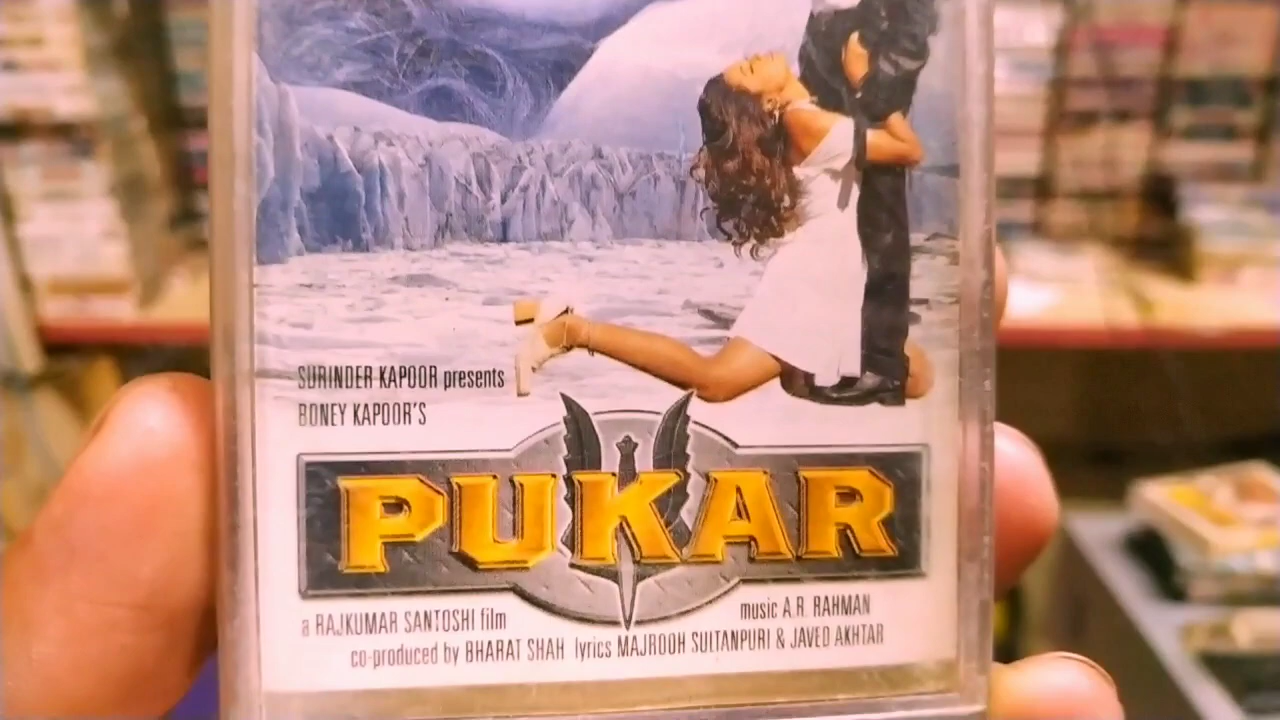 SURINDER KAPOOR presents
BONEY KAPOOR'S
PUKAR
a RAJKUMAR SANTOSHI film
music A.R. RAHMAN
co-produced by BHARAT SHAH lyrics MAJROOH SULTANPURI & JAVED AKHTAR